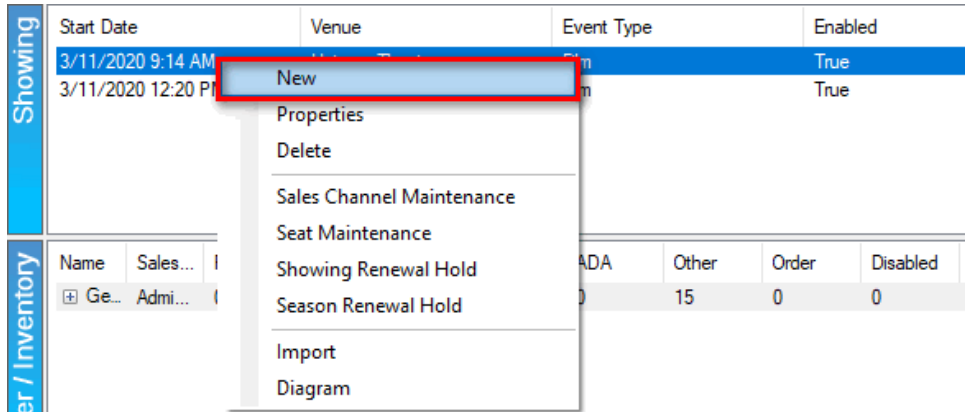 Showing
Start Date Venue Event Type Enabled
3/11/2020 9:14 AM True
3/11/2020 12:20 True
New
Properties
Delete
Sales Channel Maintenance
Seat Maintenance
Showing Renewal Hold
Season Renewal Hold
Import
Diagram
/ Inventory
Name Sales... ADA Other Order Disabled
Ge... Admi... 15 0 0